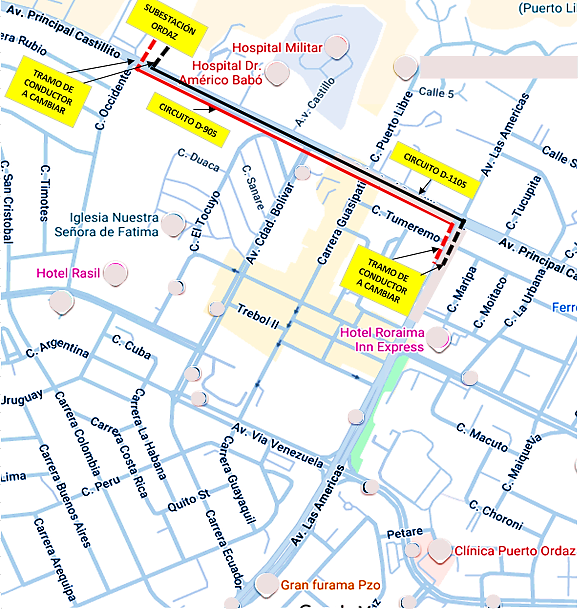 (Puerto Li
Av. Principal Castillito
SUBESTACIÓN
ORDAZ
era Rubio
Hospital Militar
Hospital Dr.
Américo Babó
TRAMO DE
CONDUCTOR
A CAMBIAR
C. Occidente
Av. Castillo
Calle 5
CIRCUITO D-905
C. Puerto Libre
Av. Las Americas
CIRCUITO D-1105
Calle S
C. San Cristobal
C. Timotes
C. Duaca
C. Sanare
C. El Tocuyo
Av. Cdad. Bolívar
Carrera Guasipati
C. Tumeremo
C. Tucupita
Av. Principal Ca
Iglesia Nuestra
Señora de Fatima
TRAMO DE
CONDUCTOR
A CAMBIAR
Hotel Rasil
C. Maripa
C. Moitaco
C. La Urbana
Ferre
Trebol II
Hotel Roraima
Inn Express
C. Argentina
C. Cuba
Uruguay
Carrera Colombia
Carrera Costa Rica
Carrera La Habana
Carrera Buenos Aires
Av. Via Venezuela
C. Macuto
C. Maiquetia
Lima
C. Peru
Quito St
Carrera Guayaquil
Av. Las Americas
C. Choroni
Carrera Arequipa
Carrera Ecuador
Petare
Clínica Puerto Ordaz
Gran furama Pzo